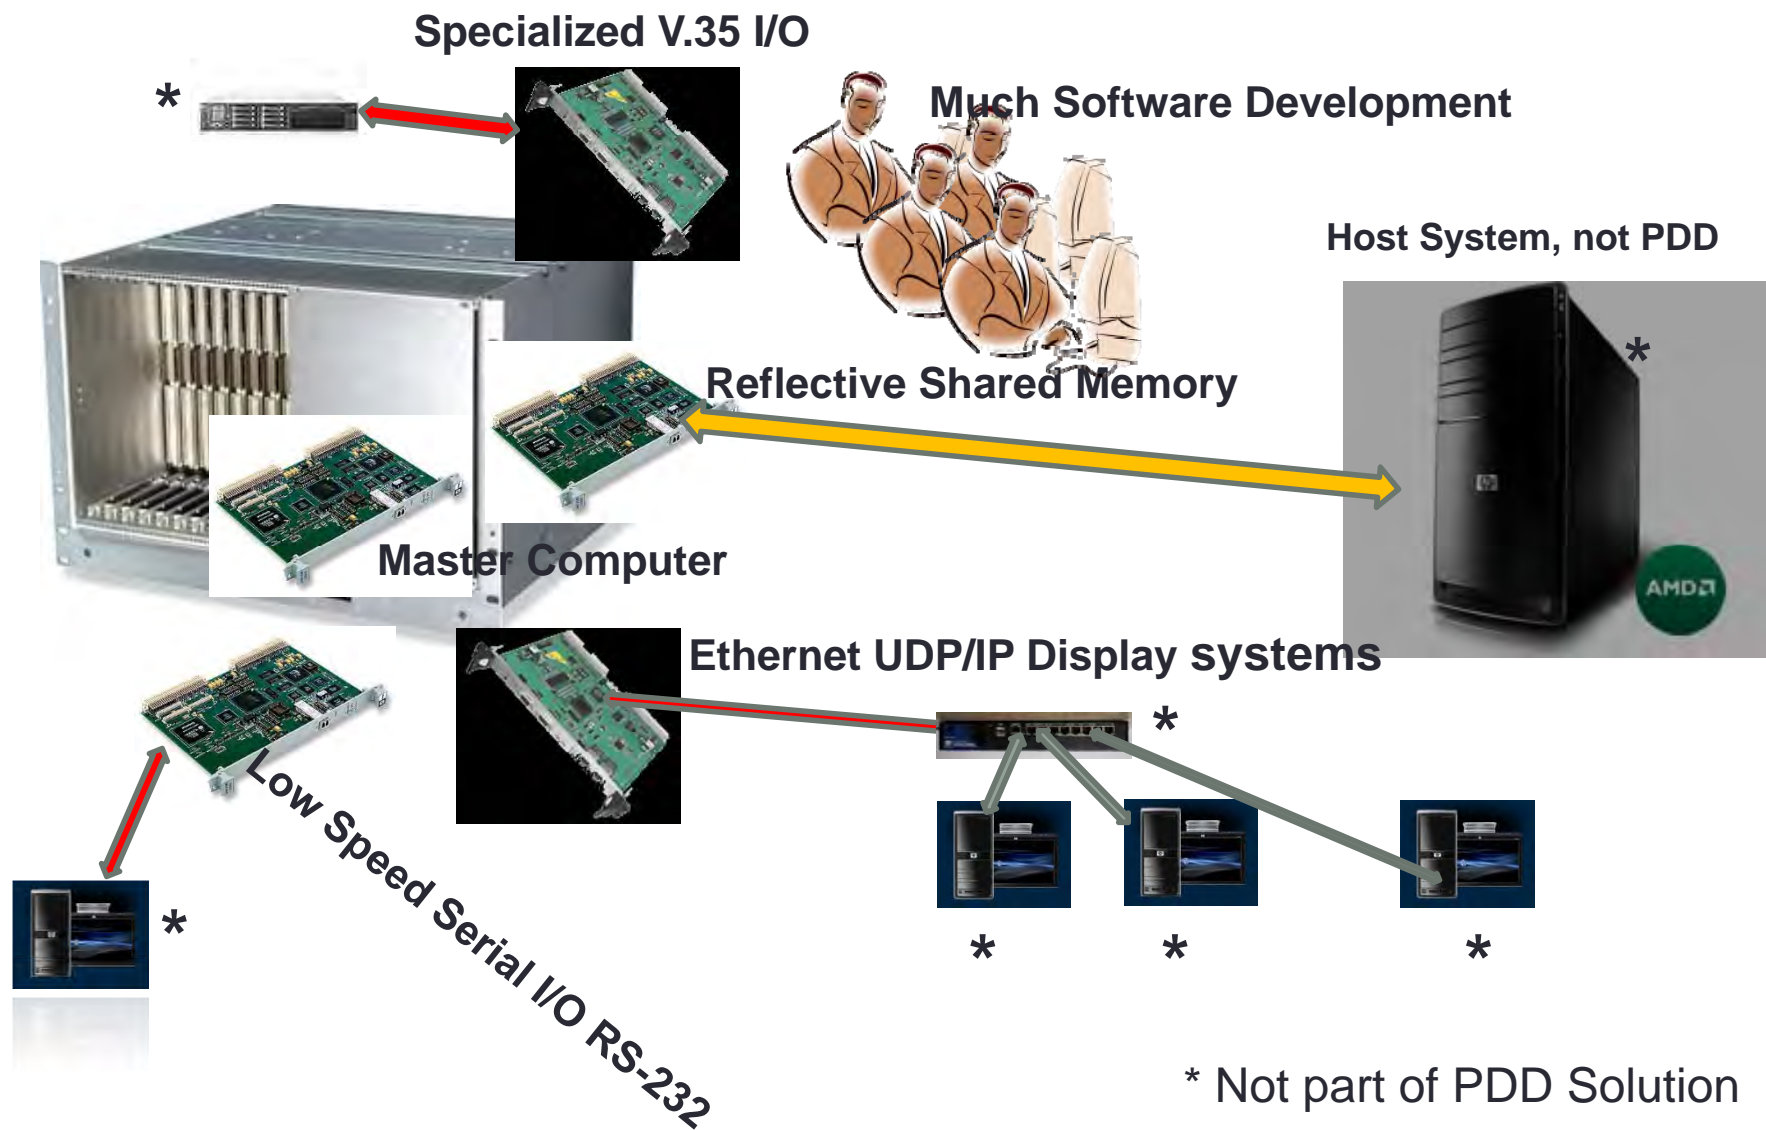 Specialized V.35 I/O
*
Much Software Development
Host System, not PDD
*
Reflective Shared Memory
Master Computer
AMD
Ethernet UDP/IP Display systems
*
Low Speed Serial I/O RS-232
*
* * *
* Not part of PDD Solution